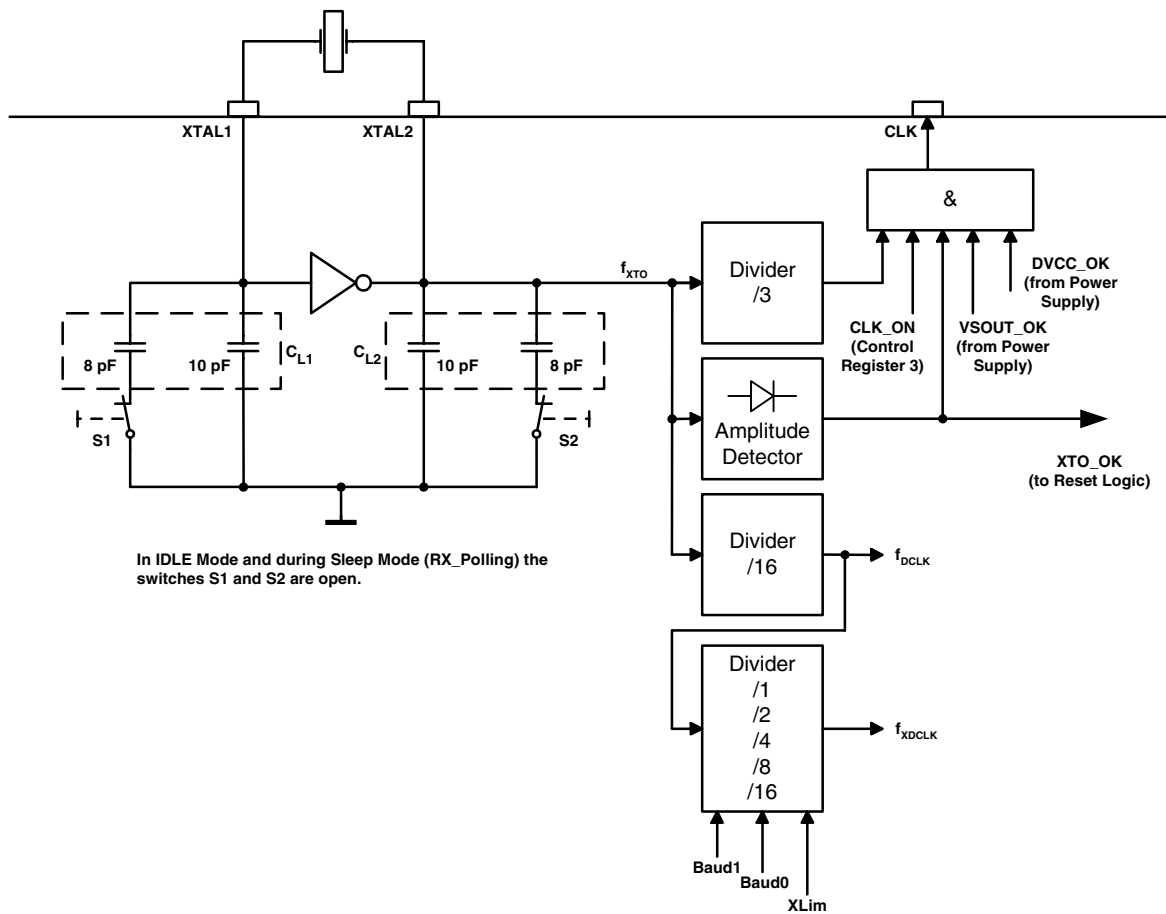 XTAL1
XTAL2
CLK
&
DVCC_OK
(from Power
Supply)
CLK_ON
(Control
Register 3)
VSOUT_OK
(from Power
Supply)
fXTO
Divider
/3
8 pF
10 pF
CL1
CL2
10 pF
8 pF
S1
S2
Amplitude
Detector
XTO_OK
(to Reset Logic)
In IDLE Mode and during Sleep Mode (RX_Polling) the
switches S1 and S2 are open.
Divider
/16
fDCLK
Divider
/1
/2
/4
/8
/16
fXDCLK
Baud1
Baud0
XLim